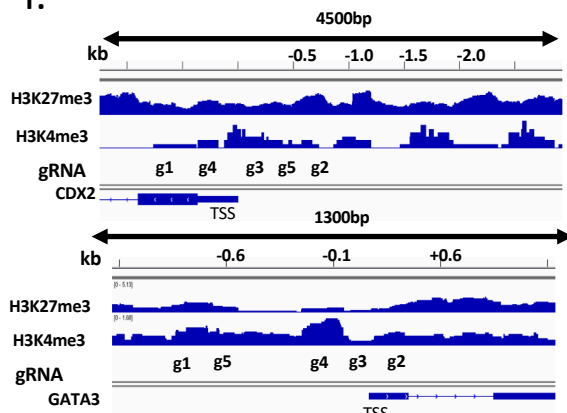 4500bp
kb -0.5 -1.0 -1.5 -2.0
H3K27me3
H3K4me3
gRNA g1 g4 g3 g5 g2
CDX2
TSS
1300bp
kb -0.6 -0.1 +0.6
[0 - 5.13]
H3K27me3
[0 - 1.68]
H3K4me3
g1 g5 g4 g3 g2
gRNA
GATA3
TSS